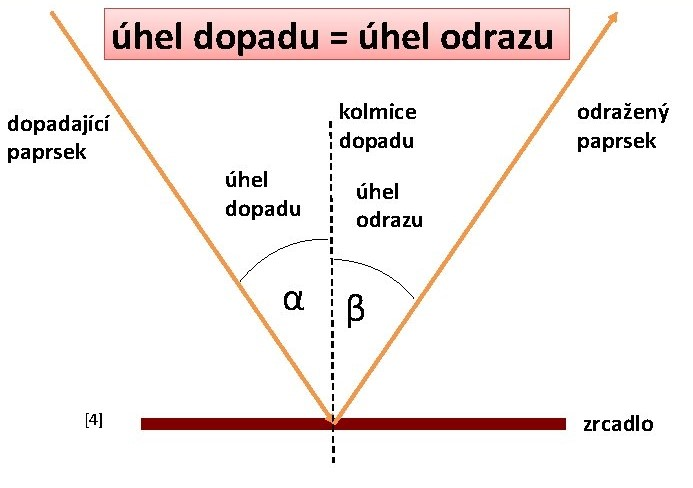 úhel dopadu = úhel odrazu
dopadající
paprsek
kolmice
dopadu
odražený
paprsek
úhel
dopadu
úhel
odrazu
α
β
[4]
zrcadlo